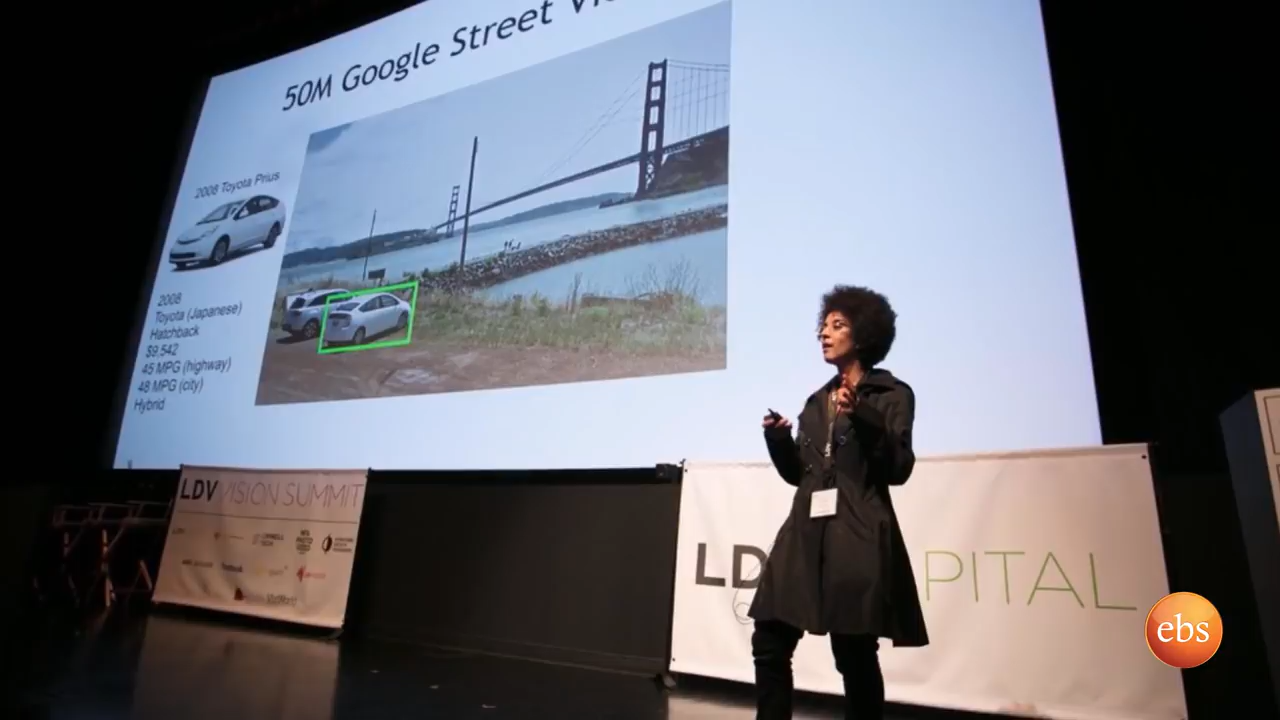 50M Google Street
2008 Toyota Prius
2008
Toyota (Japanese)
Hatchback
$9,542
45 MPG (highway)
48 MPG (city)
Hybrid
LDV VISION SUMMIT
facebook
LD PITAL
ebs